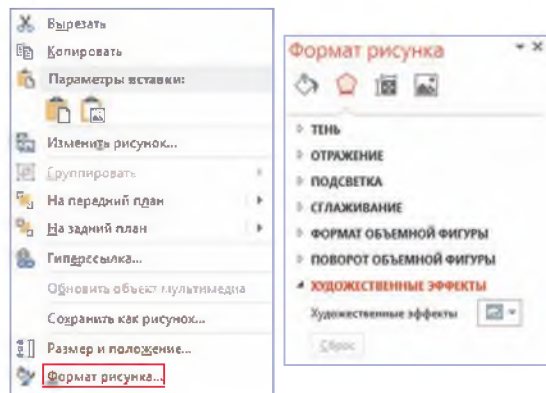 Вырезать
Копировать
Параметры вставки:
Изменить рисунок...
Группировать
На передний план
На задний план
Гиперссылка...
Обновить объект мультимедиа
Сохранить как рисунок...
Размер и положение...
Формат рисунка...
Формат рисунка
ТЕНЬ
ОТРАЖЕНИЕ
ПОДСВЕТКА
СГЛАЖИВАНИЕ
ФОРМАТ ОБЪЕМНОЙ ФИГУРЫ
ПОВОРОТ ОБЪЕМНОЙ ФИГУРЫ
ХУДОЖЕСТВЕННЫЕ ЭФФЕКТЫ
Художественные эффекты
Сброс